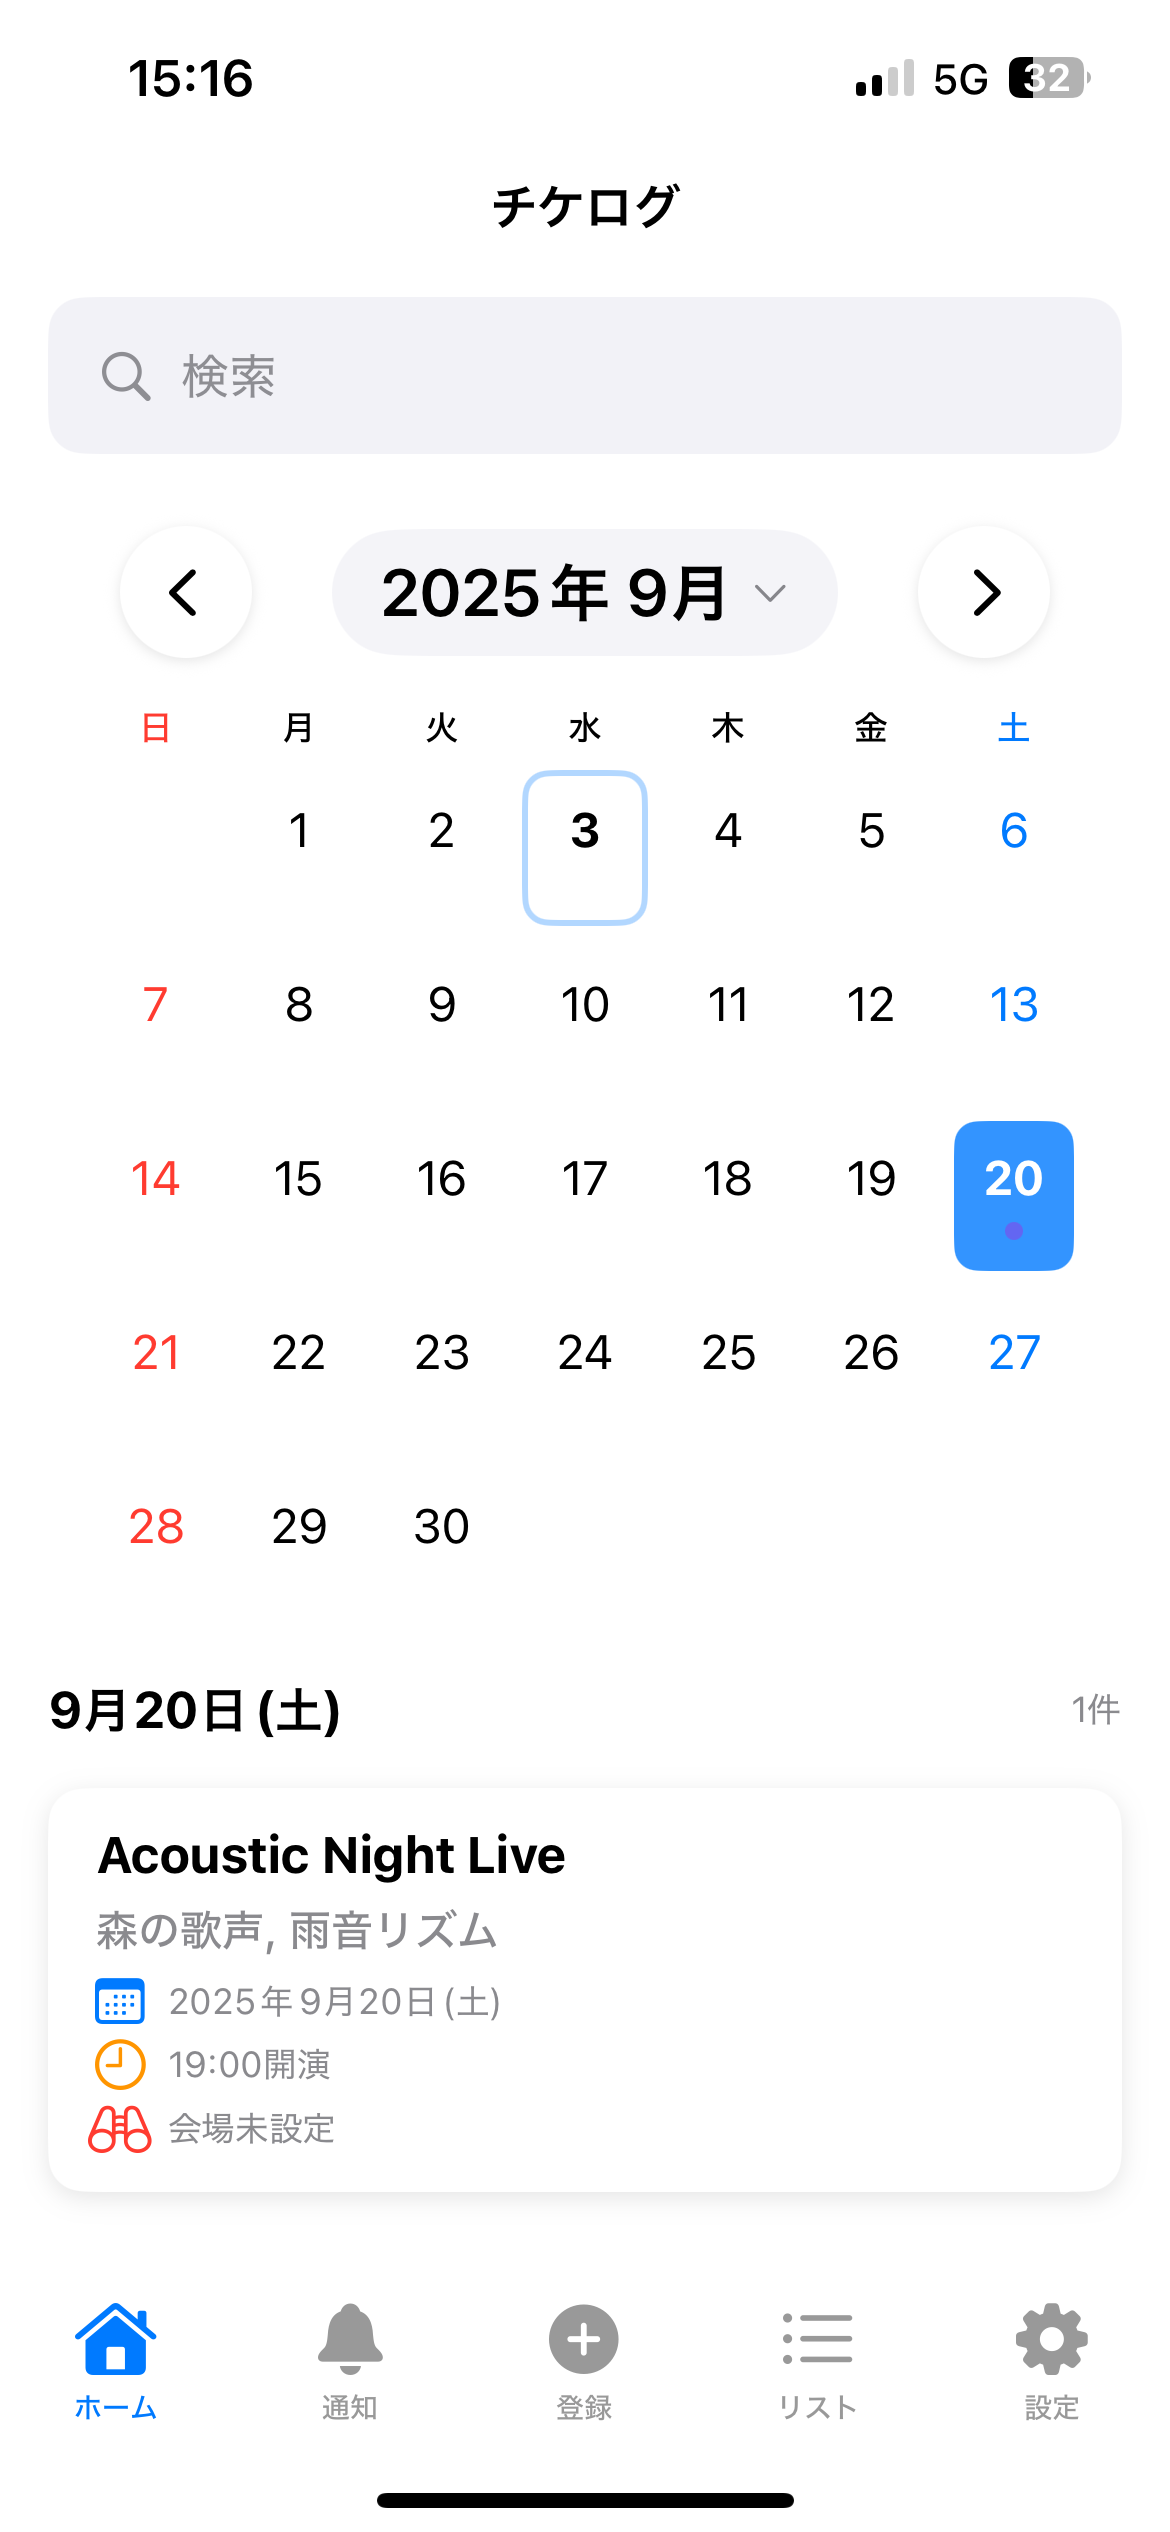 15:16 5G 32
チケログ
検索
2025年 9月
日 月 火 水 木 金 土
1 2 3 4 5 6
7 8 9 10 11 12 13
14 15 16 17 18 19 20
21 22 23 24 25 26 27
28 29 30
9月20日(土) 1件
Acoustic Night Live
森の歌声, 雨音リズム
2025年9月20日(土)
19:00開演
会場未設定
ホーム 通知 登録 リスト 設定